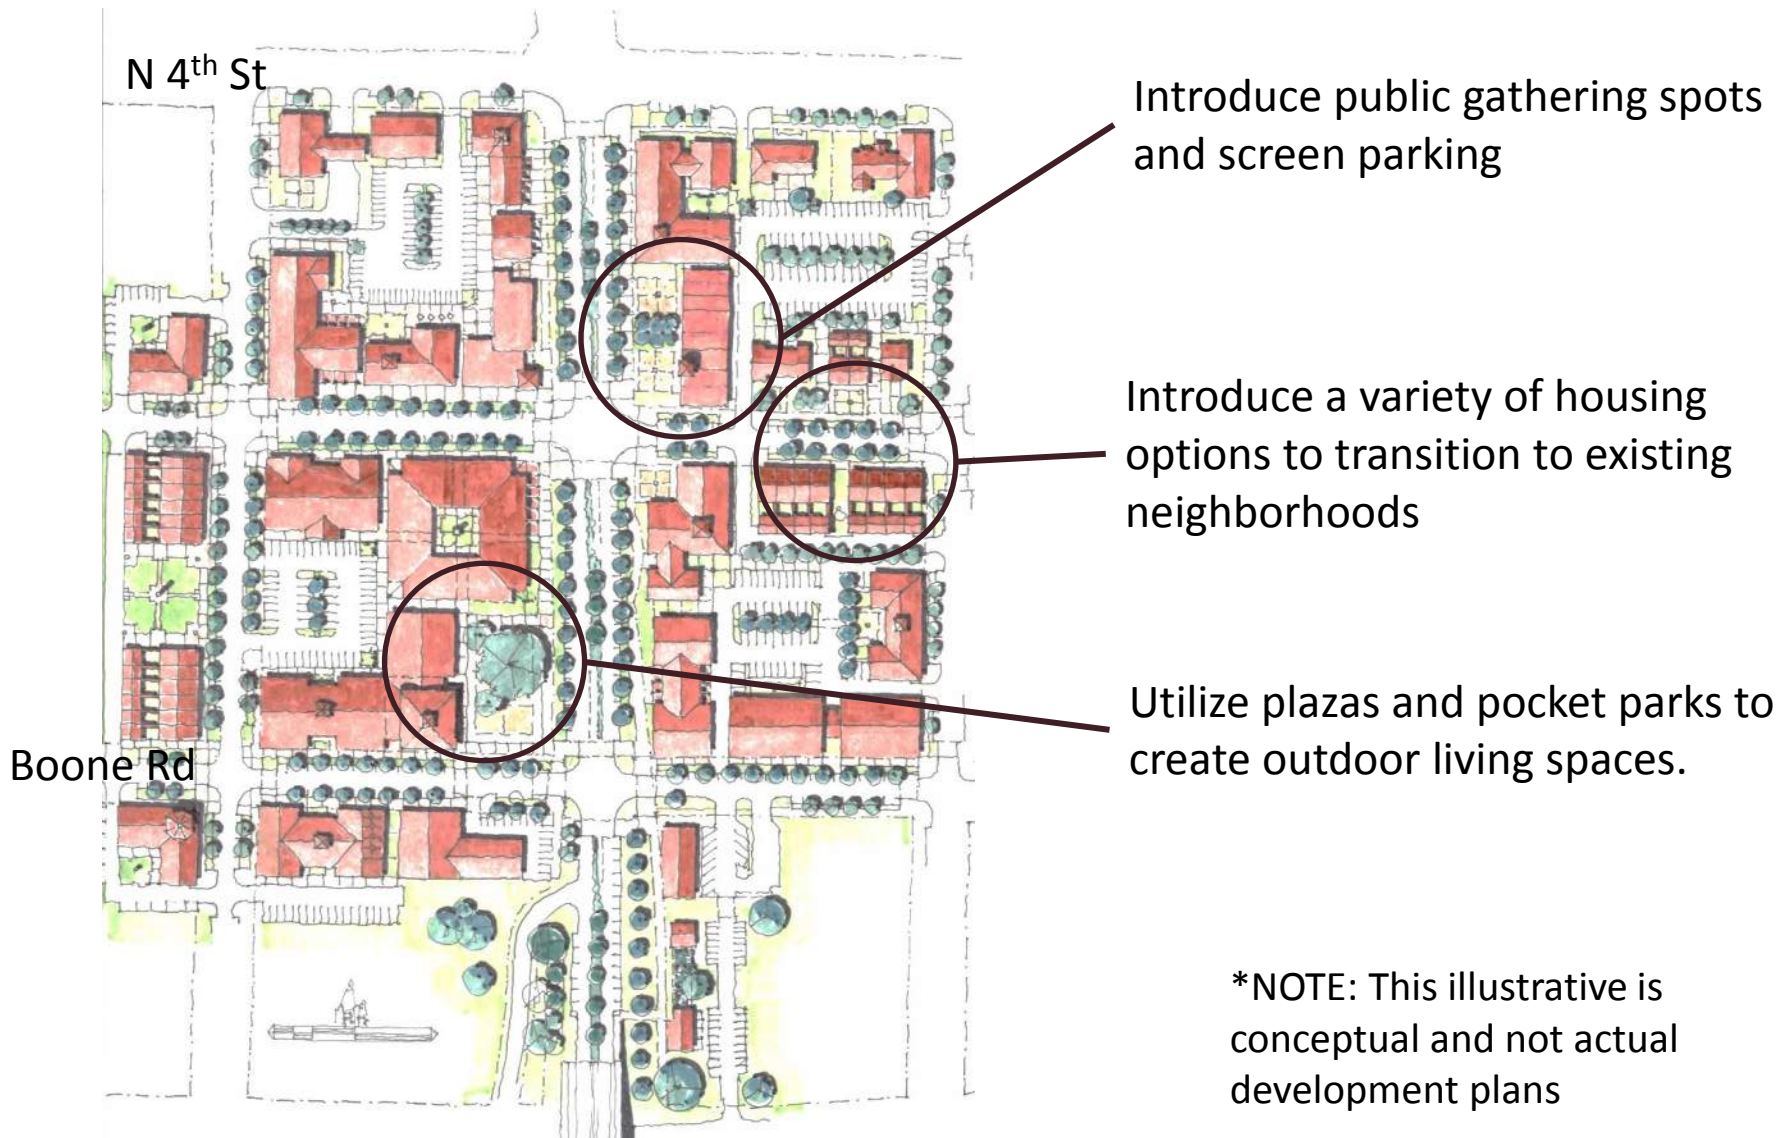 N 4th St
Introduce public gathering spots
and screen parking
Introduce a variety of housing
options to transition to existing
neighborhoods
Utilize plazas and pocket parks to
create outdoor living spaces.
Boone Rd
*NOTE: This illustrative is
conceptual and not actual
development plans